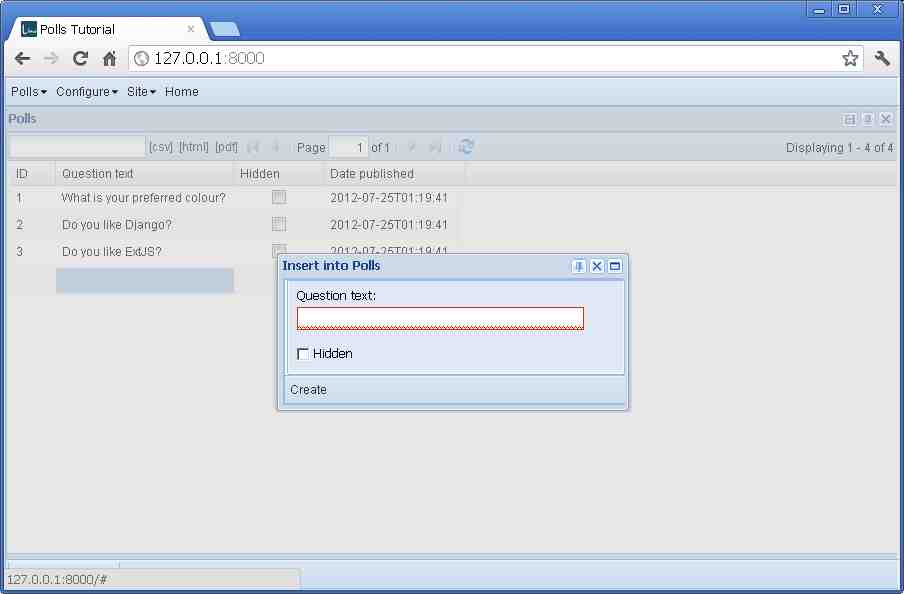 Polls Tutorial
127.0.0.1:8000
Polls Configure Site Home
Polls
[csv] [html] [pdf] Page 1 of 1 Displaying 1 - 4 of 4
ID Question text Hidden Date published
1 What is your preferred colour? 2012-07-25T01:19:41
2 Do you like Django? 2012-07-25T01:19:41
3 Do you like ExtJS? 2012-07-25T01:19:41
Insert into Polls
Question text:
Hidden
Create
127.0.0.1:8000/#